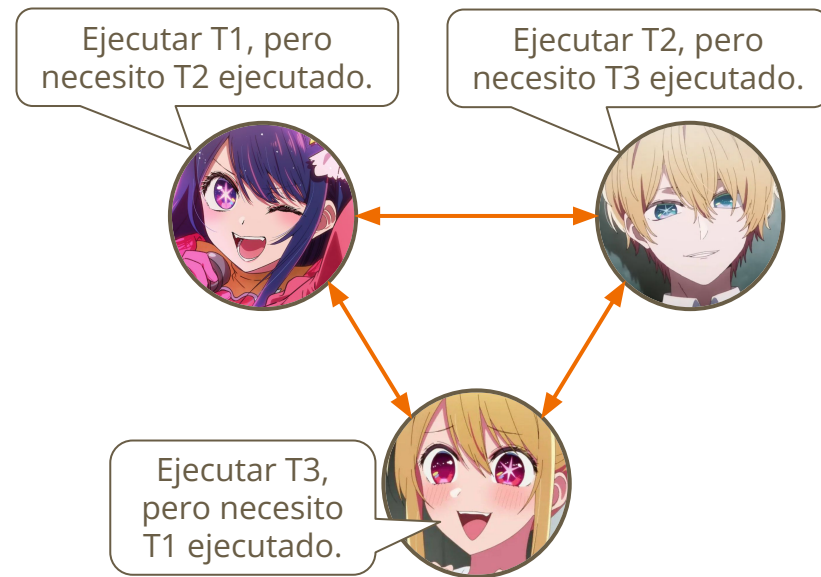 Ejecutar T1, pero
necesito T2 ejecutado.
Ejecutar T2, pero
necesito T3 ejecutado.
Ejecutar T3,
pero necesito
T1 ejecutado.